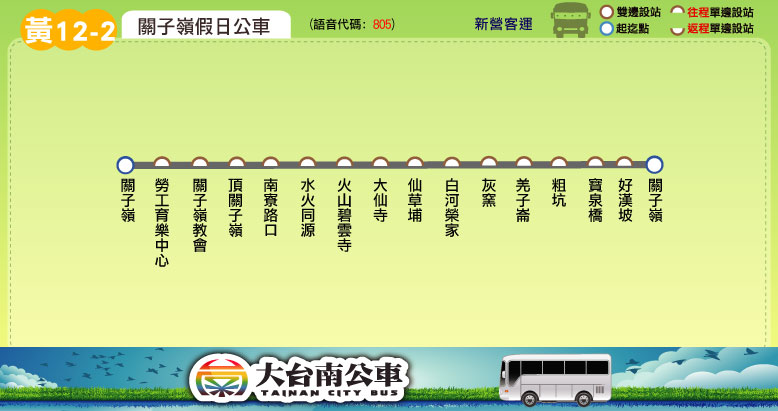 黃12-2
關子嶺假日公車
(語音代碼：805)
新營客運
雙邊設站
起迄點
往程單邊設站
返程單邊設站
關子嶺
勞工育樂中心
關子嶺教會
頂關子嶺
南寮路口
水火同源
火山碧雲寺
大仙寺
仙草埔
白河榮家
灰窯
羌子崙
粗坑
寶泉橋
好漢坡
關子嶺
大台南公車
TAINAN CITY BUS